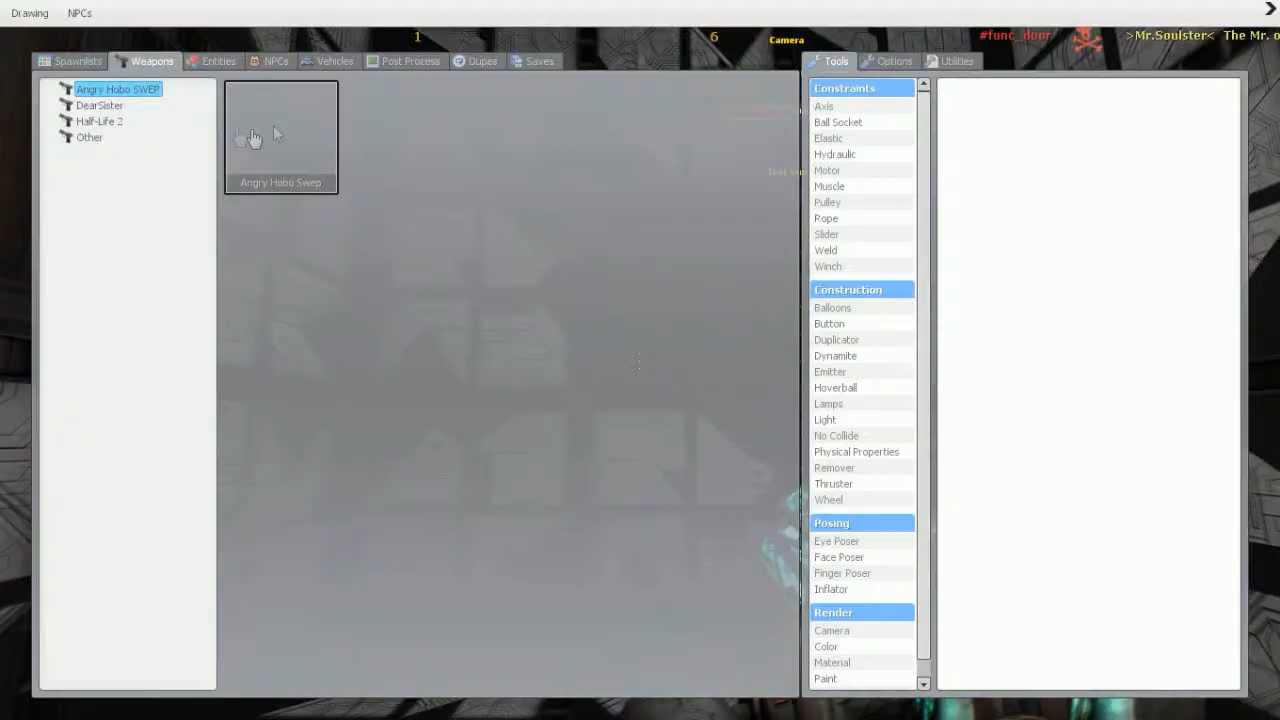 Drawing NPCs
1 6 Camera #func_door >Mr.Soulster< The Mr. o
Spawnlists Weapons Entities NPCs Vehicles Post Process Dupes Saves Tools Options Utilities
Angry Hobo SWEP
DearSister
Half-Life 2
Other
Angry Hobo Swep
Constraints
Axis
Ball Socket
Elastic
Hydraulic
Motor
Muscle
Pulley
Rope
Slider
Weld
Winch
Construction
Balloons
Button
Duplicator
Dynamite
Emitter
Hoverball
Lamps
Light
No Collide
Physical Properties
Remover
Thruster
Wheel
Posing
Eye Poser
Face Poser
Finger Poser
Inflator
Render
Camera
Color
Material
Paint